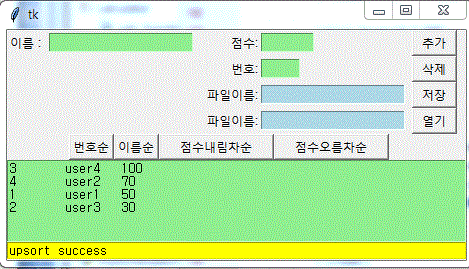 tk
이름 : 점수: 추가
번호: 삭제
파일이름: 저장
파일이름: 열기
번호순 이름순 점수내림차순 점수오름차순
3 user4 100
4 user2 70
1 user1 50
2 user3 30
upsort success